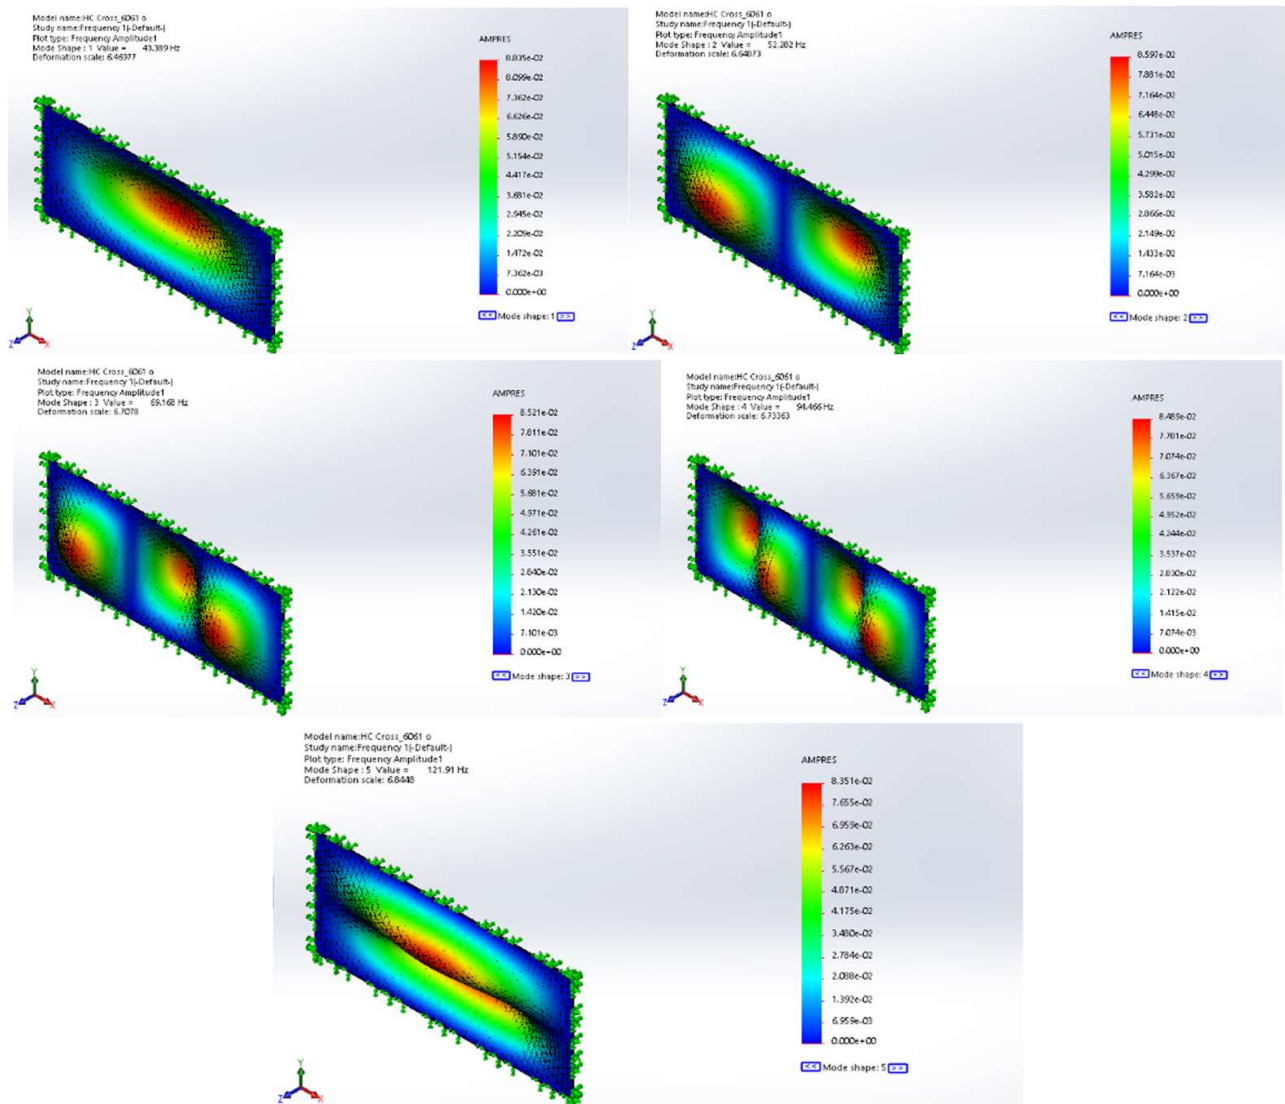 Model name:HC Cross_6061 o
Study name:Frequency 1(-Default-)
Plot type: Frequency Amplitude1
Mode Shape : 1 Value = 43.389 Hz
Deformation scale: 6.46977
AMPRES
8.835e-02
8.099e-02
7.362e-02
6.626e-02
5.890e-02
5.154e-02
4.417e-02
3.681e-02
2.945e-02
2.209e-02
1.472e-02
7.362e-03
0.000e+00
<< Mode shape: 1 >>
Y
Z
X
Model name:HC Cross_6061 o
Study name:Frequency 1(-Default-)
Plot type: Frequency Amplitude1
Mode Shape : 2 Value = 52.282 Hz
Deformation scale: 6.64873
AMPRES
8.597e-02
7.881e-02
7.164e-02
6.448e-02
5.731e-02
5.015e-02
4.299e-02
3.582e-02
2.866e-02
2.149e-02
1.433e-02
7.164e-03
0.000e+00
<< Mode shape: 2 >>
Y
Z
X
Model name:HC Cross_6061 o
Study name:Frequency 1(-Default-)
Plot type: Frequency Amplitude1
Mode Shape : 3 Value = 69.168 Hz
Deformation scale: 6.7078
AMPRES
8.521e-02
7.811e-02
7.101e-02
6.391e-02
5.681e-02
4.971e-02
4.261e-02
3.551e-02
2.840e-02
2.130e-02
1.420e-02
7.101e-03
0.000e+00
<< Mode shape: 3 >>
Y
Z
X
Model name:HC Cross_6061 o
Study name:Frequency 1(-Default-)
Plot type: Frequency Amplitude1
Mode Shape : 4 Value = 94.466 Hz
Deformation scale: 6.73363
AMPRES
8.489e-02
7.781e-02
7.074e-02
6.367e-02
5.659e-02
4.952e-02
4.244e-02
3.537e-02
2.830e-02
2.122e-02
1.415e-02
7.074e-03
0.000e+00
<< Mode shape: 4 >>
Y
Z
X
Model name:HC Cross_6061 o
Study name:Frequency 1(-Default-)
Plot type: Frequency Amplitude1
Mode Shape : 5 Value = 121.91 Hz
Deformation scale: 6.8448
AMPRES
8.351e-02
7.655e-02
6.959e-02
6.263e-02
5.567e-02
4.871e-02
4.175e-02
3.480e-02
2.784e-02
2.088e-02
1.392e-02
6.959e-03
0.000e+00
<< Mode shape: 5 >>
Y
Z
X